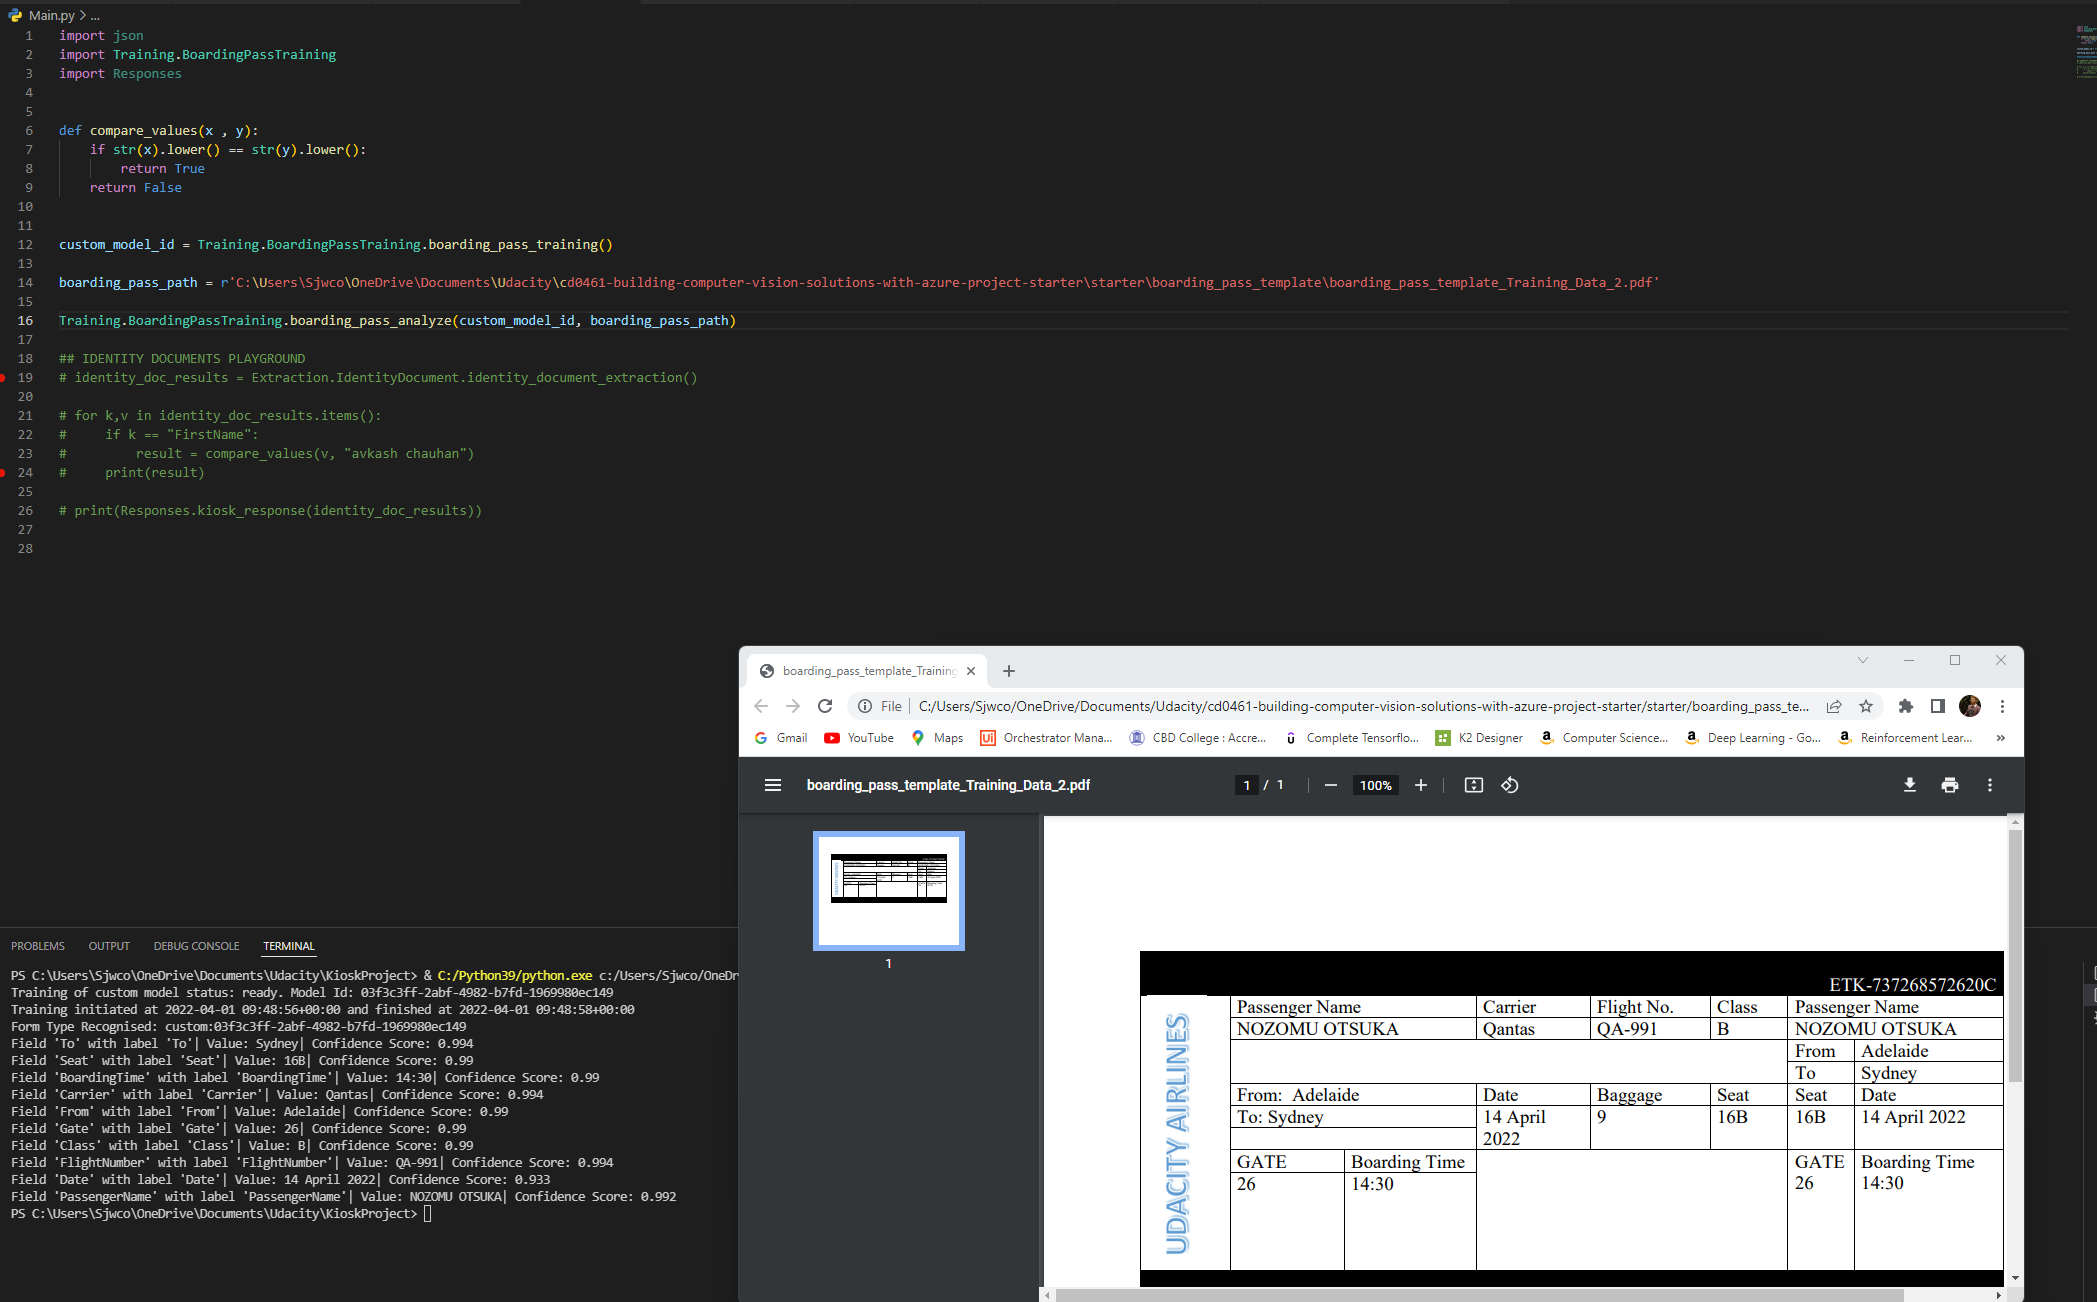 Main.py > ...
1 import json
2 import Training.BoardingPassTraining
3 import Responses
4
5
6 def compare_values(x , y):
7 if str(x).lower() == str(y).lower():
8 return True
9 return False
10
11
12 custom_model_id = Training.BoardingPassTraining.boarding_pass_training()
13
14 boarding_pass_path = r'C:\Users\Sjwco\OneDrive\Documents\Udacity\cd0461-building-computer-vision-solutions-with-azure-project-starter\starter\boarding_pass_template\boarding_pass_template_Training_Data_2.pdf'
15
16 Training.BoardingPassTraining.boarding_pass_analyze(custom_model_id, boarding_pass_path)
17
18 ## IDENTITY DOCUMENTS PLAYGROUND
19 # identity_doc_results = Extraction.IdentityDocument.identity_document_extraction()
20
21 # for k,v in identity_doc_results.items():
22 # if k == "FirstName":
23 # result = compare_values(v, "avkash chauhan")
24 # print(result)
25
26 # print(Responses.kiosk_response(identity_doc_results))
27
28
PROBLEMS OUTPUT DEBUG CONSOLE TERMINAL
PS C:\Users\Sjwco\OneDrive\Documents\Udacity\KioskProject> & C:/Python39/python.exe c:/Users/Sjwco/OneDr
Training of custom model status: ready. Model Id: 03f3c3ff-2abf-4982-b7fd-1969980ec149
Training initiated at 2022-04-01 09:48:56+00:00 and finished at 2022-04-01 09:48:58+00:00
Form Type Recognised: custom:03f3c3ff-2abf-4982-b7fd-1969980ec149
Field 'To' with label 'To'| Value: Sydney| Confidence Score: 0.994
Field 'Seat' with label 'Seat'| Value: 16B| Confidence Score: 0.99
Field 'BoardingTime' with label 'BoardingTime'| Value: 14:30| Confidence Score: 0.99
Field 'Carrier' with label 'Carrier'| Value: Qantas| Confidence Score: 0.994
Field 'From' with label 'From'| Value: Adelaide| Confidence Score: 0.99
Field 'Gate' with label 'Gate'| Value: 26| Confidence Score: 0.99
Field 'Class' with label 'Class'| Value: B| Confidence Score: 0.99
Field 'FlightNumber' with label 'FlightNumber'| Value: QA-991| Confidence Score: 0.994
Field 'Date' with label 'Date'| Value: 14 April 2022| Confidence Score: 0.933
Field 'PassengerName' with label 'PassengerName'| Value: NOZOMU OTSUKA| Confidence Score: 0.992
PS C:\Users\Sjwco\OneDrive\Documents\Udacity\KioskProject>
boarding_pass_template_Training
File C:/Users/Sjwco/OneDrive/Documents/Udacity/cd0461-building-computer-vision-solutions-with-azure-project-starter/starter/boarding_pass_te...
Gmail YouTube Maps Orchestrator Mana... CBD College : Accre... Complete Tensorflo... K2 Designer Computer Science... Deep Learning - Go... Reinforcement Lear... »
boarding_pass_template_Training_Data_2.pdf 1 / 1 100%
1
ETK-737268572620C
UDACITY AIRLINES
Passenger Name Carrier Flight No. Class Passenger Name
NOZOMU OTSUKA Qantas QA-991 B NOZOMU OTSUKA
From Adelaide
To Sydney
From: Adelaide Date Baggage Seat Seat Date
To: Sydney 14 April 9 16B 16B 14 April 2022
2022
GATE Boarding Time GATE Boarding Time
26 14:30 26 14:30